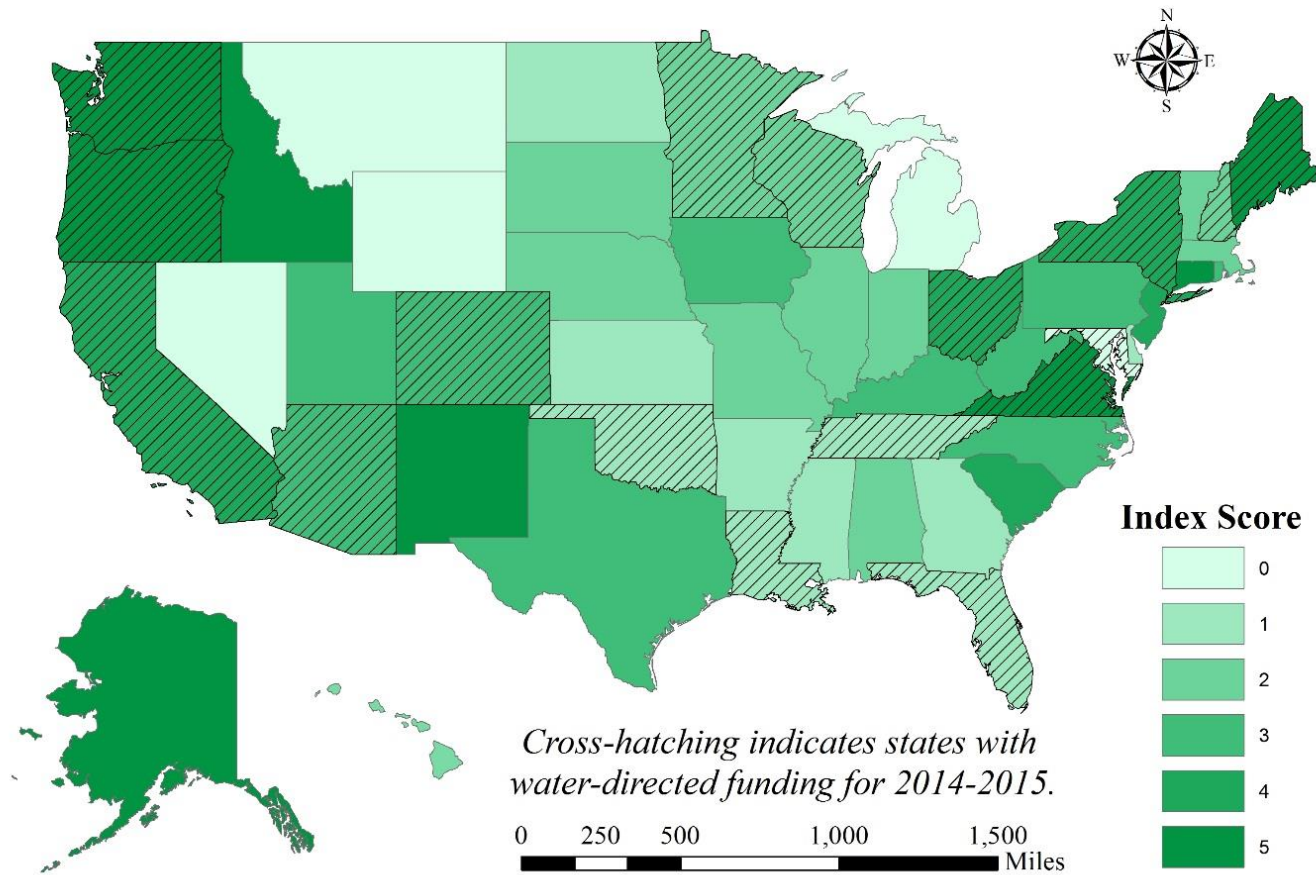 N
W E
S
Index Score
0
1
2
3
4
5
Cross-hatching indicates states with
water-directed funding for 2014-2015.
0 250 500 1,000 1,500
Miles